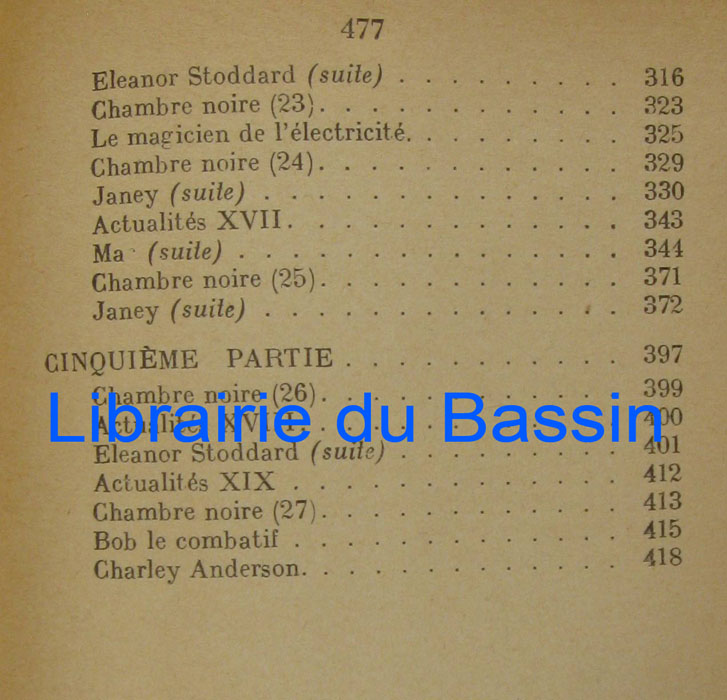 477
Eleanor Stoddard (suite) . . . . . . . . . 316
Chambre noire (23). . . . . . . . . . . . 323
Le magicien de l'électricité. . . . . . . . 325
Chambre noire (24). . . . . . . . . . . . 329
Janey (suite) . . . . . . . . . . . . . . 330
Actualités XVII. . . . . . . . . . . . . 343
Ma (suite) . . . . . . . . . . . . . . . 344
Chambre noire (25). . . . . . . . . . . . 371
Janey (suite) . . . . . . . . . . . . . . 372
CINQUIÈME PARTIE . . . . . . . . . . . 397
Chambre noire (26). . . . . . . . . . . . 399
Actualités XVIII. . . . . . . . . . . . . 400
Librairie du Bassin
Eleanor Stoddard (suite) . . . . . . . . . 401
Actualités XIX . . . . . . . . . . . . . 412
Chambre noire (27). . . . . . . . . . . . 413
Bob le combatif . . . . . . . . . . . . . 415
Charley Anderson. . . . . . . . . . . . . 418